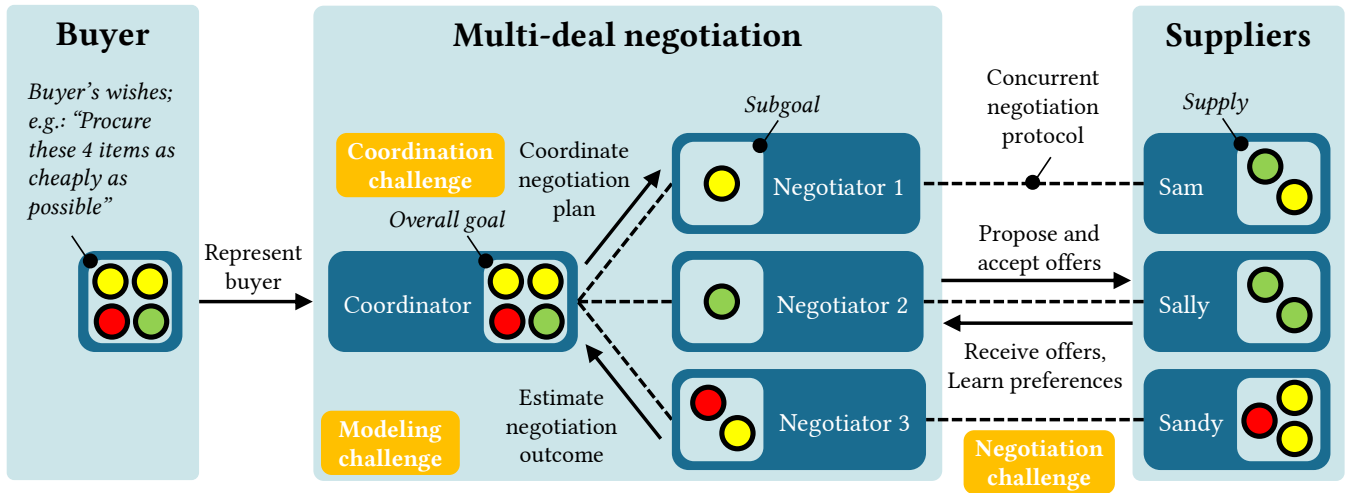 Buyer
Buyer's wishes;
e.g.: “Procure
these 4 items as
cheaply as
possible”
Represent
buyer
Multi-deal negotiation
Coordination
challenge
Coordinate
negotiation
plan
Overall goal
Coordinator
Modeling
challenge
Estimate
negotiation
outcome
Subgoal
Negotiator 1
Negotiator 2
Negotiator 3
Concurrent
negotiation
protocol
Propose and
accept offers
Receive offers,
Learn preferences
Negotiation
challenge
Suppliers
Supply
Sam
Sally
Sandy